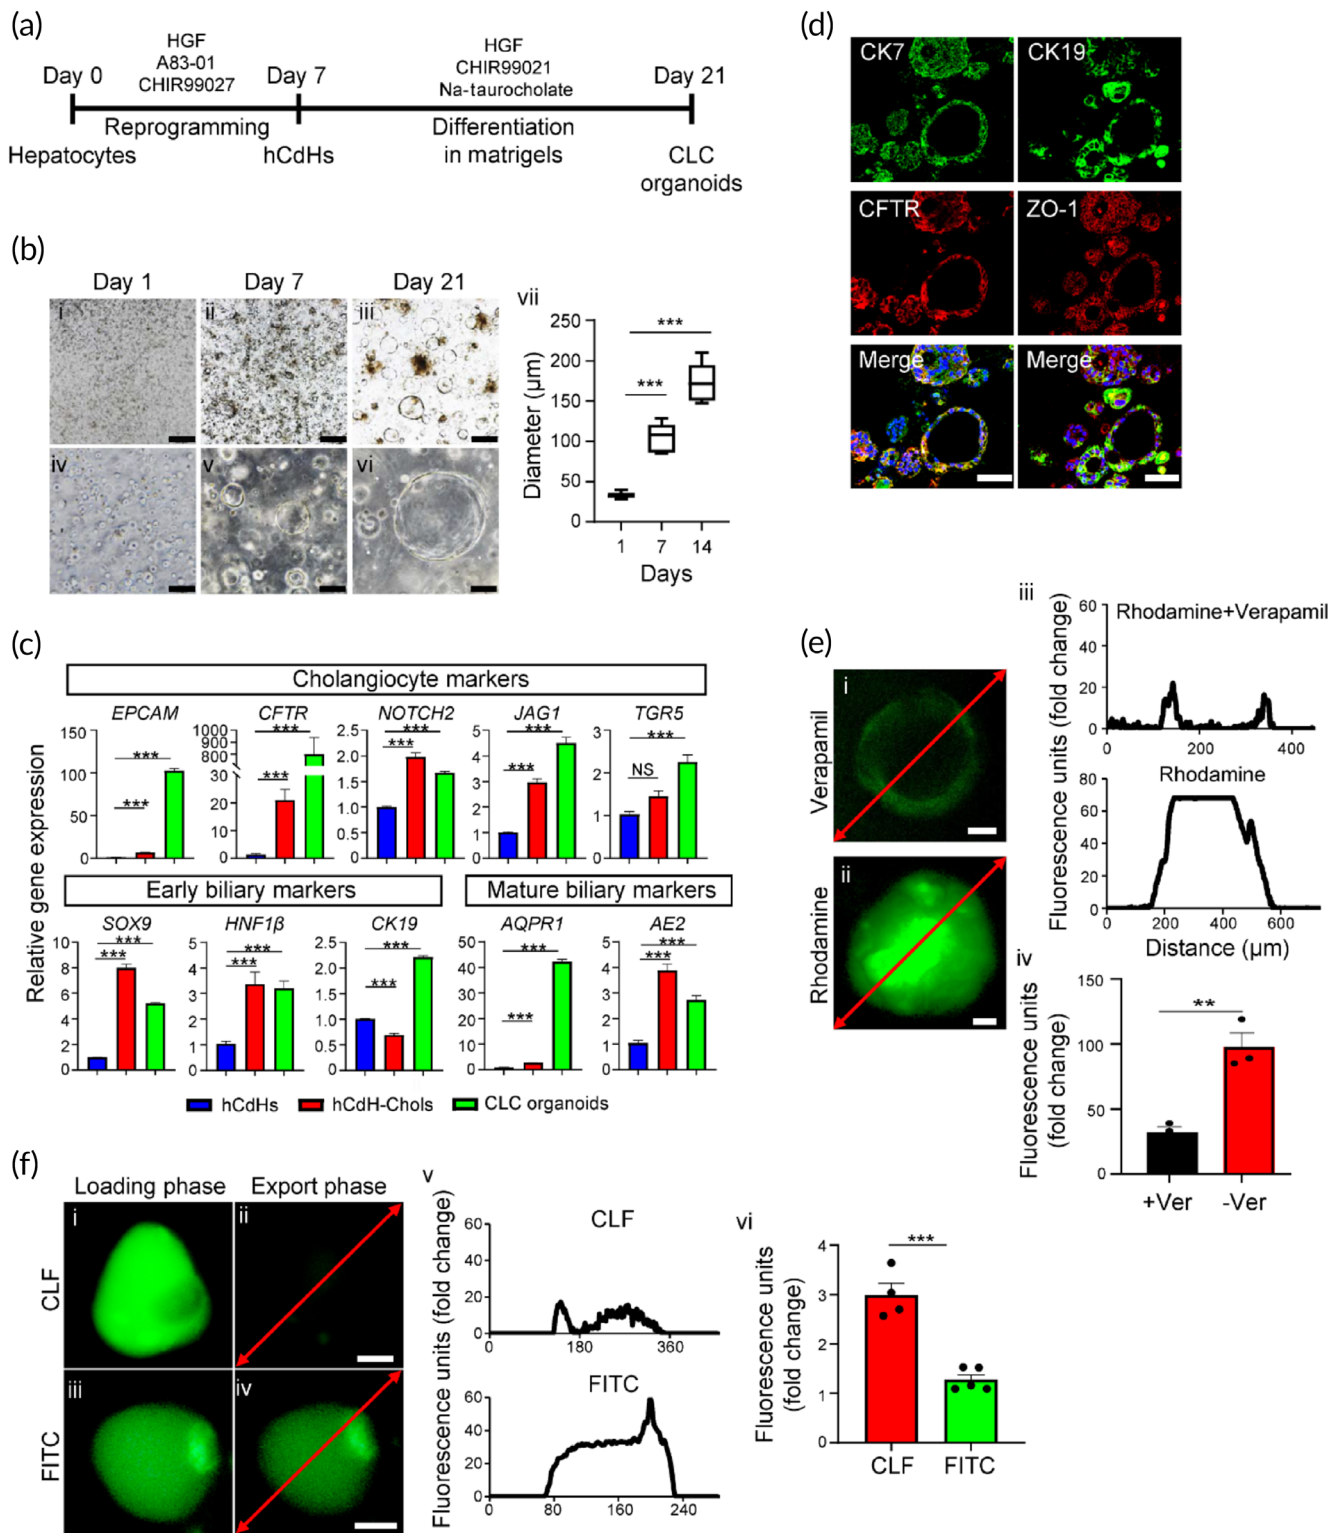 (a)
HGF
A83-01
CHIR99027
HGF
CHIR99021
Na-taurocholate
Day 0
Day 7
Day 21
Reprogramming
Differentiation
in matrigels
Hepatocytes
hCdHs
CLC
organoids
(b)
Day 1
Day 7
Day 21
i
ii
iii
iv
v
vi
vii
Diameter (µm)
250
200
150
100
50
0
***
***
1
7
14
Days
(c)
Cholangiocyte markers
Relative gene expression
EPCAM
150
100
50
0
***
***
CFTR
1000
900
800
30
20
10
0
***
***
NOTCH2
2.5
2.0
1.5
1.0
0.5
0
***
***
JAG1
5
4
3
2
1
0
***
***
TGR5
3
2
1
0
***
NS
Early biliary markers
Mature biliary markers
SOX9
10
8
6
4
2
0
***
***
HNF1β
5
4
3
2
1
0
***
***
CK19
2.5
2.0
1.5
1.0
0.5
0
***
***
AQPR1
50
40
30
20
10
0
***
***
AE2
5
4
3
2
1
0
***
***
hCdHs
hCdH-Chols
CLC organoids
(d)
CK7
CK19
CFTR
ZO-1
Merge
Merge
(e)
Verapamil
i
Rhodamine
ii
iii
Fluorescence units (fold change)
Rhodamine+Verapamil
60
40
20
0
0
200
400
Rhodamine
80
60
40
20
0
0
200
400
600
Distance (µm)
iv
Fluorescence units
(fold change)
150
100
50
0
**
+Ver
-Ver
(f)
Loading phase
Export phase
CLF
i
ii
FITC
iii
iv
v
Fluorescence units (fold change)
CLF
60
40
20
0
0
180
360
FITC
60
40
20
0
0
80
160
240
vi
Fluorescence units
(fold change)
4
3
2
1
0
***
CLF
FITC